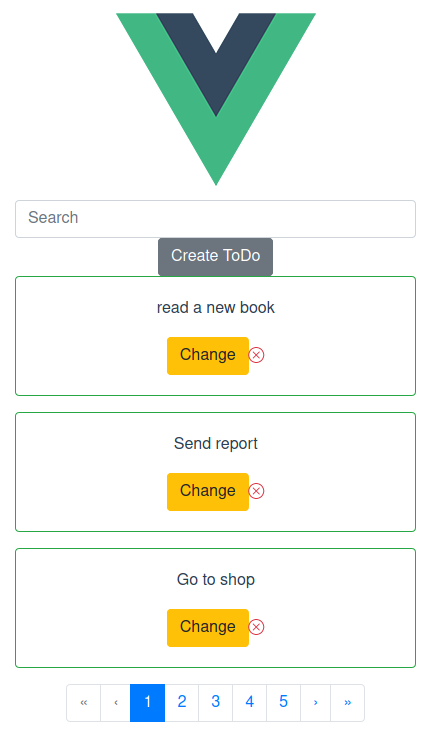 Search
Create ToDo
read a new book
Change
Send report
Change
Go to shop
Change
« ‹ 1 2 3 4 5 › »